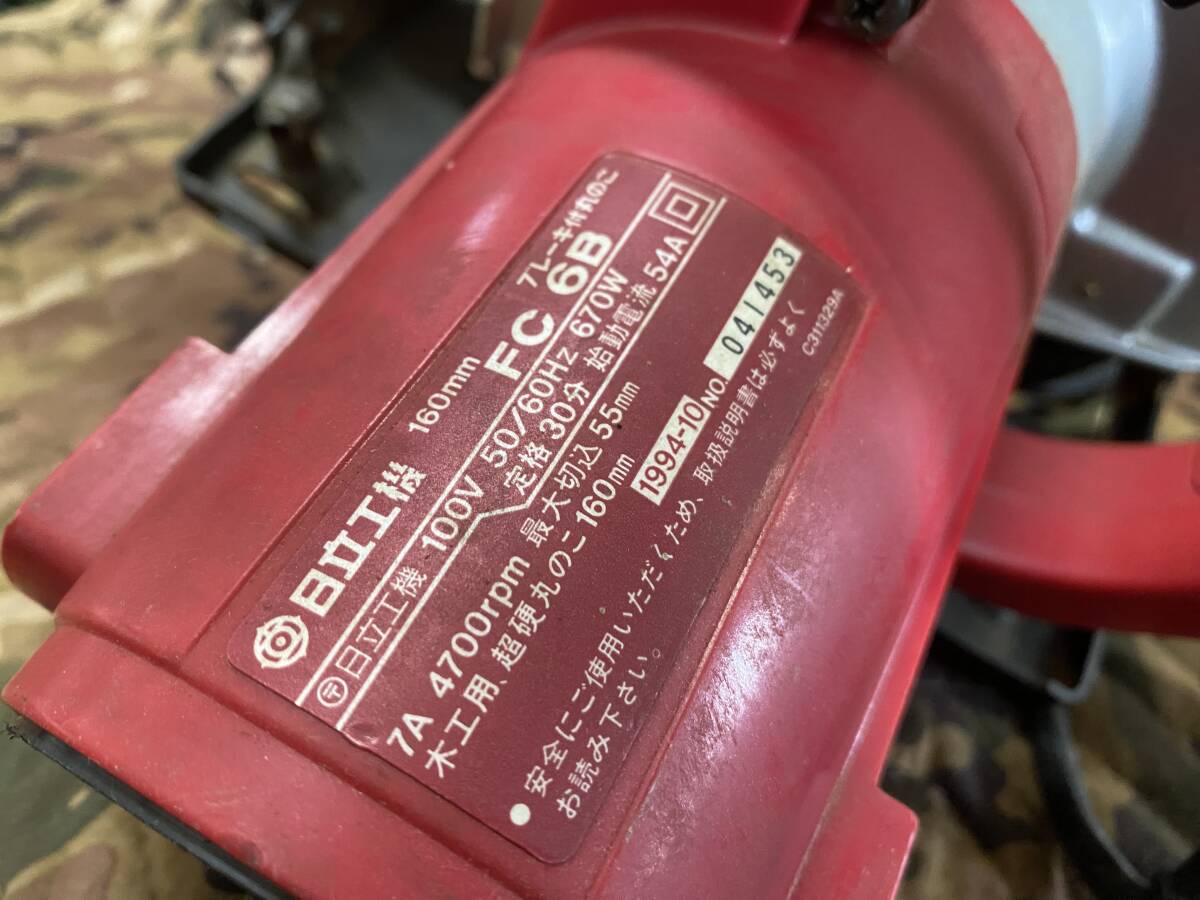 日立工機 160mm ブレーキ付丸のこ
FC 6B
〒 日立工機 100V 50/60Hz 670W
定格 30分 始動電流 54A
7A 4700rpm 最大切込 55mm
木工用、超硬丸のこ 160mm
1994-10 NO. 041453
● 安全にご使用いただくため、取扱説明書は必ずよく
お読み下さい。
C311329A